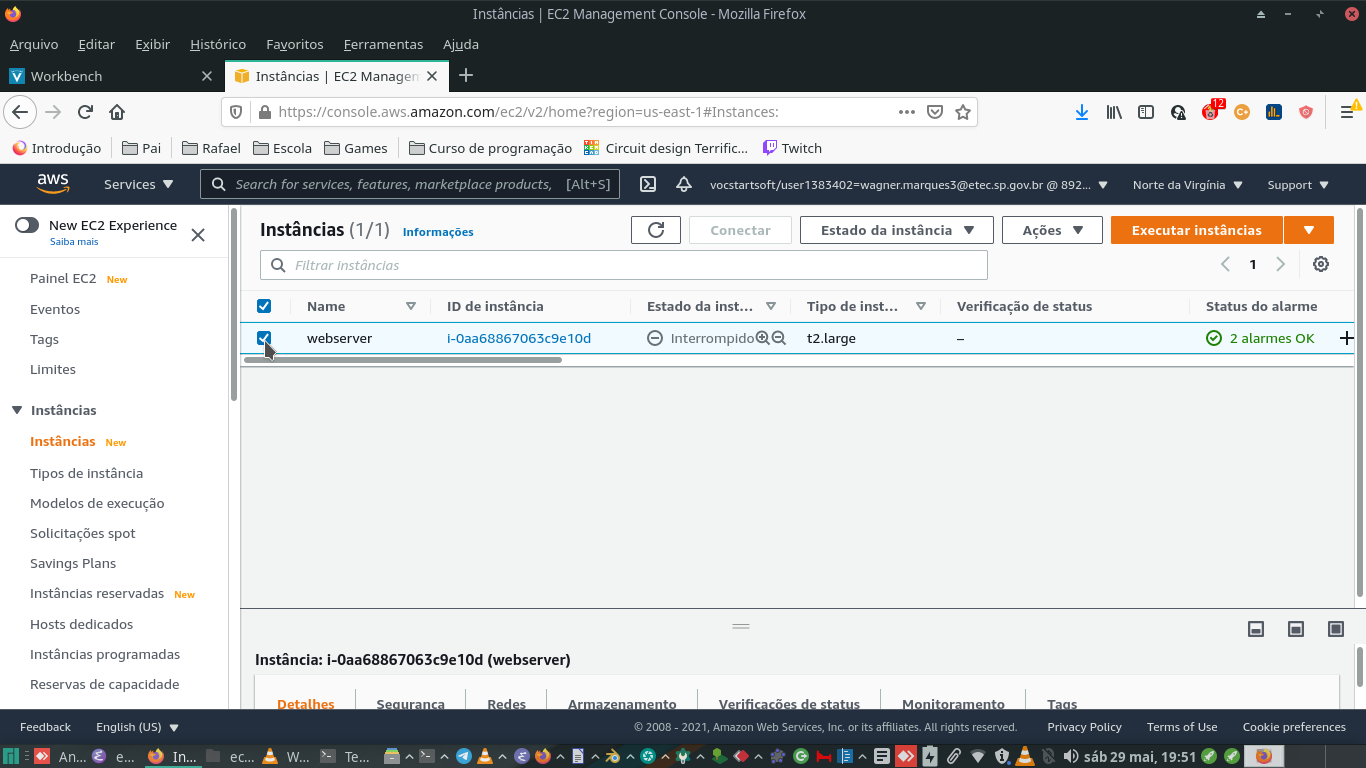 Instâncias | EC2 Management Console - Mozilla Firefox
Arquivo Editar Exibir Histórico Favoritos Ferramentas Ajuda
Workbench Instâncias | EC2 Managem
https://console.aws.amazon.com/ec2/v2/home?region=us-east-1#Instances: 12
Introdução Pai Rafael Escola Games Curso de programação Circuit design Terrific... Twitch
aws Services Search for services, features, marketplace products, [Alt+S] vocstartsoft/user1383402=wagner.marques3@etec.sp.gov.br @ 892... Norte da Virgínia Support
New EC2 Experience
Saiba mais
Painel EC2 New
Eventos
Tags
Limites
Instâncias
Instâncias New
Tipos de instância
Modelos de execução
Solicitações spot
Savings Plans
Instâncias reservadas New
Hosts dedicados
Instâncias programadas
Reservas de capacidade
Instâncias (1/1) Informações Conectar Estado da instância Ações Executar instâncias
Filtrar instâncias 1
Name ID de instância Estado da inst... Tipo de inst... Verificação de status Status do alarme
webserver i-0aa68867063c9e10d Interrompido t2.large – 2 alarmes OK
Instância: i-0aa68867063c9e10d (webserver)
Detalhes Segurança Redes Armazenamento Verificações de status Monitoramento Tags
Feedback English (US) © 2008 - 2021, Amazon Web Services, Inc. or its affiliates. All rights reserved. Privacy Policy Terms of Use Cookie preferences
An... e... In... ec... W... Te... sáb 29 mai, 19:51